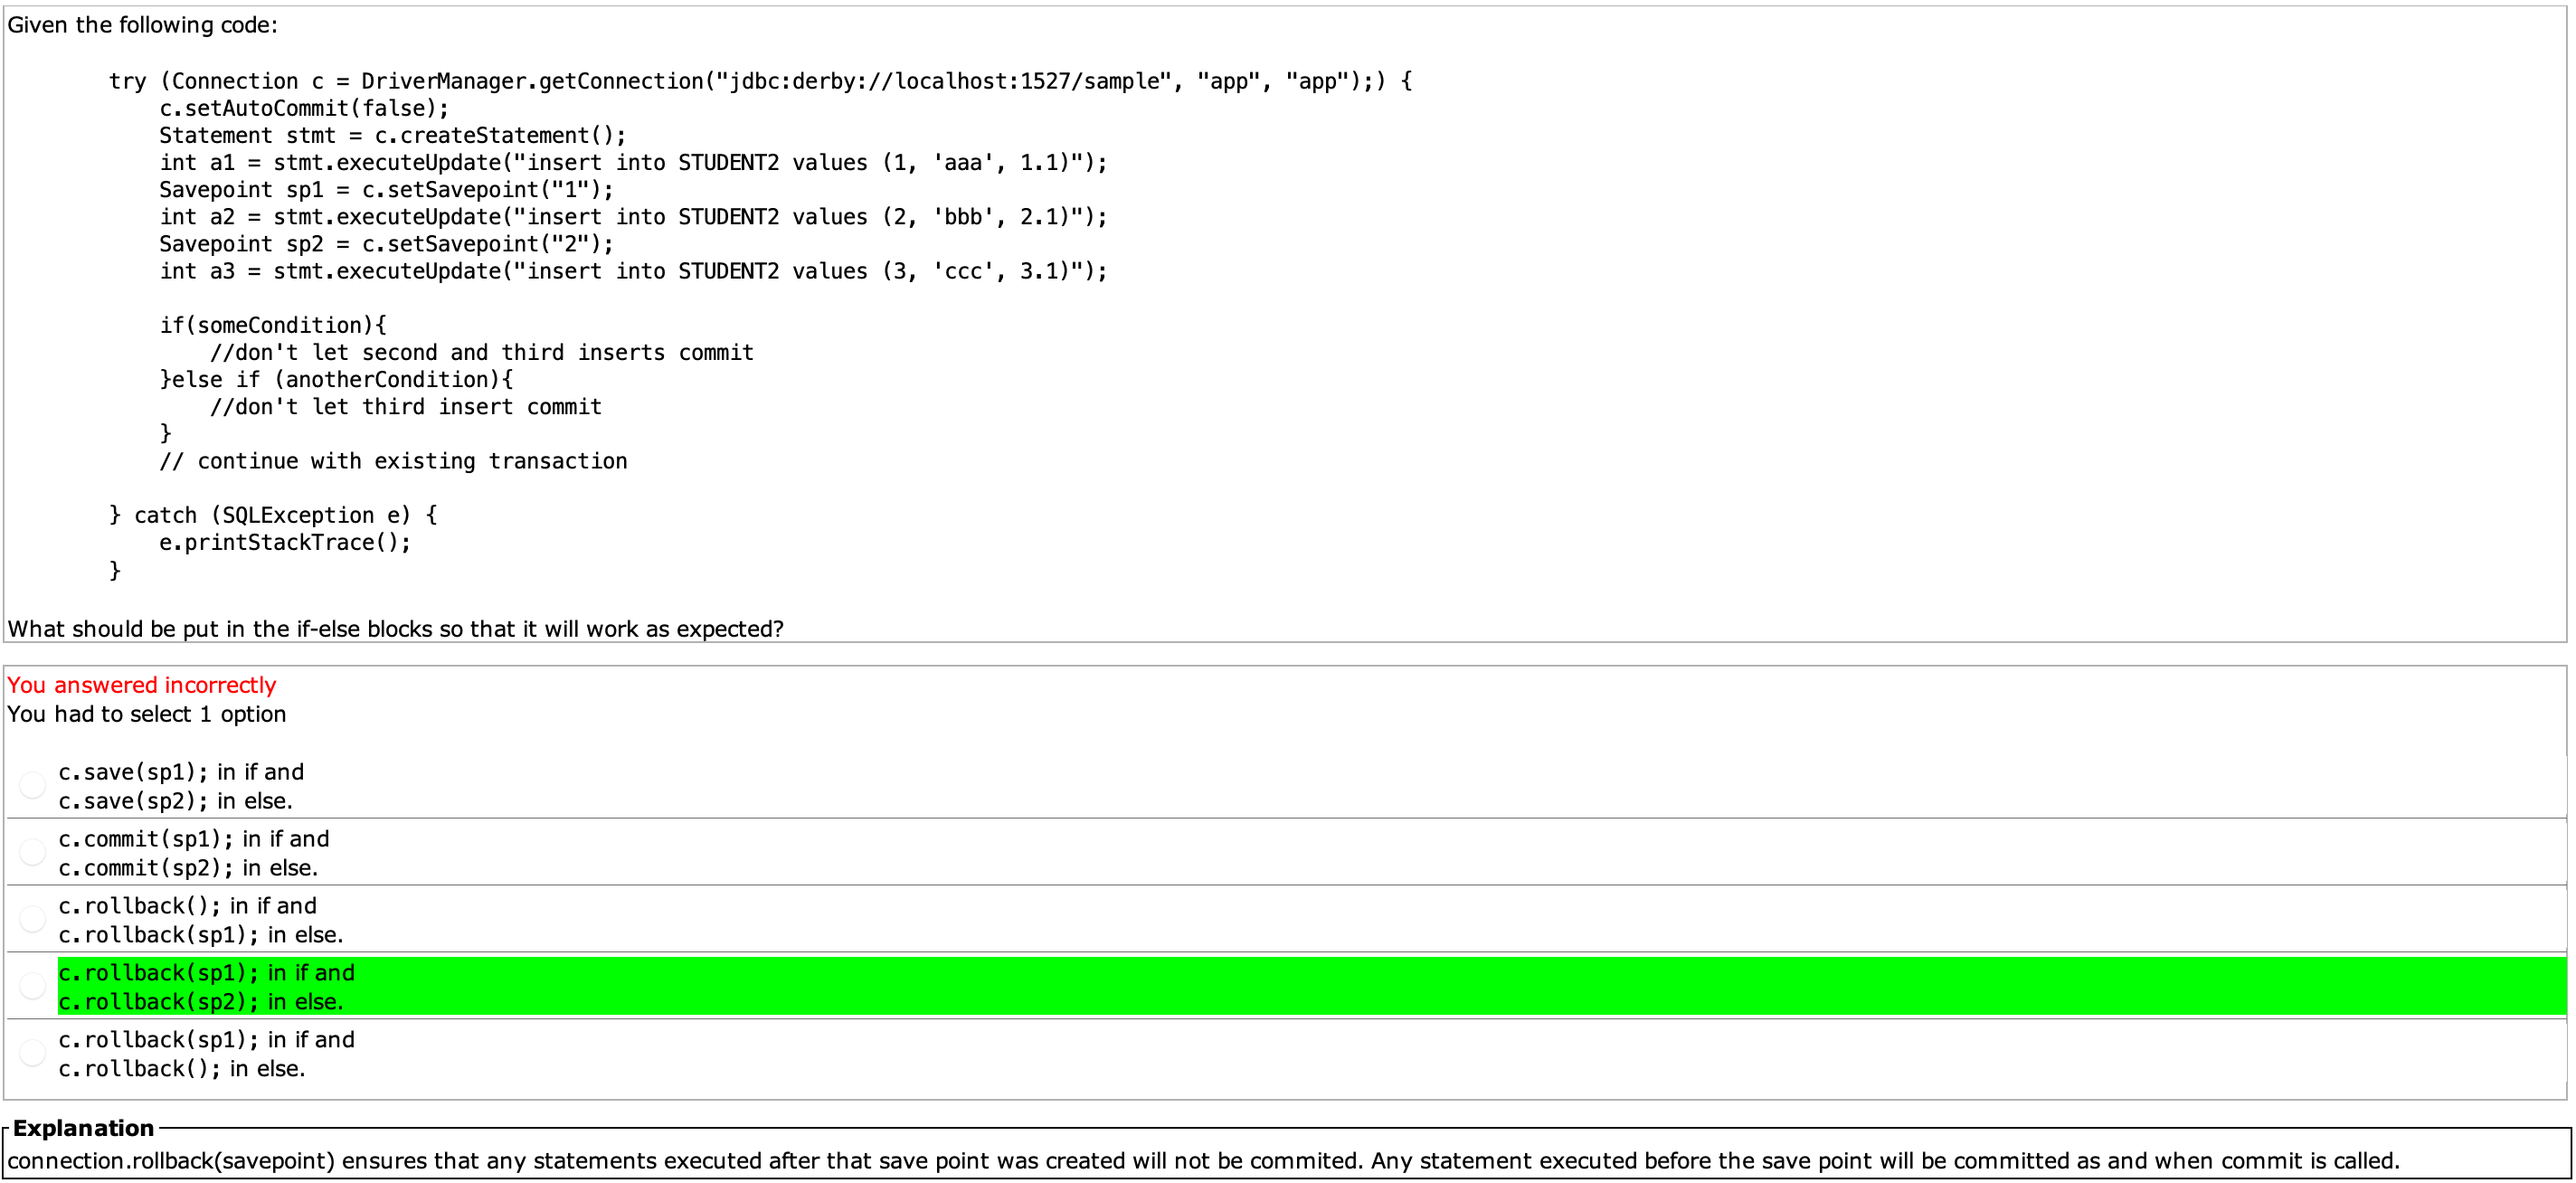 Given the following code:
try (Connection c = DriverManager.getConnection("jdbc:derby://localhost:1527/sample", "app", "app");) {
c.setAutoCommit(false);
Statement stmt = c.createStatement();
int a1 = stmt.executeUpdate("insert into STUDENT2 values (1, 'aaa', 1.1)");
Savepoint sp1 = c.setSavepoint("1");
int a2 = stmt.executeUpdate("insert into STUDENT2 values (2, 'bbb', 2.1)");
Savepoint sp2 = c.setSavepoint("2");
int a3 = stmt.executeUpdate("insert into STUDENT2 values (3, 'ccc', 3.1)");
if(someCondition){
//don't let second and third inserts commit
}else if (anotherCondition){
//don't let third insert commit
}
// continue with existing transaction
} catch (SQLException e) {
e.printStackTrace();
}
What should be put in the if-else blocks so that it will work as expected?
You answered incorrectly
You had to select 1 option
c.save(sp1); in if and
c.save(sp2); in else.
c.commit(sp1); in if and
c.commit(sp2); in else.
c.rollback(); in if and
c.rollback(sp1); in else.
c.rollback(sp1); in if and
c.rollback(sp2); in else.
c.rollback(sp1); in if and
c.rollback(); in else.
Explanation
connection.rollback(savepoint) ensures that any statements executed after that save point was created will not be commited. Any statement executed before the save point will be committed as and when commit is called.